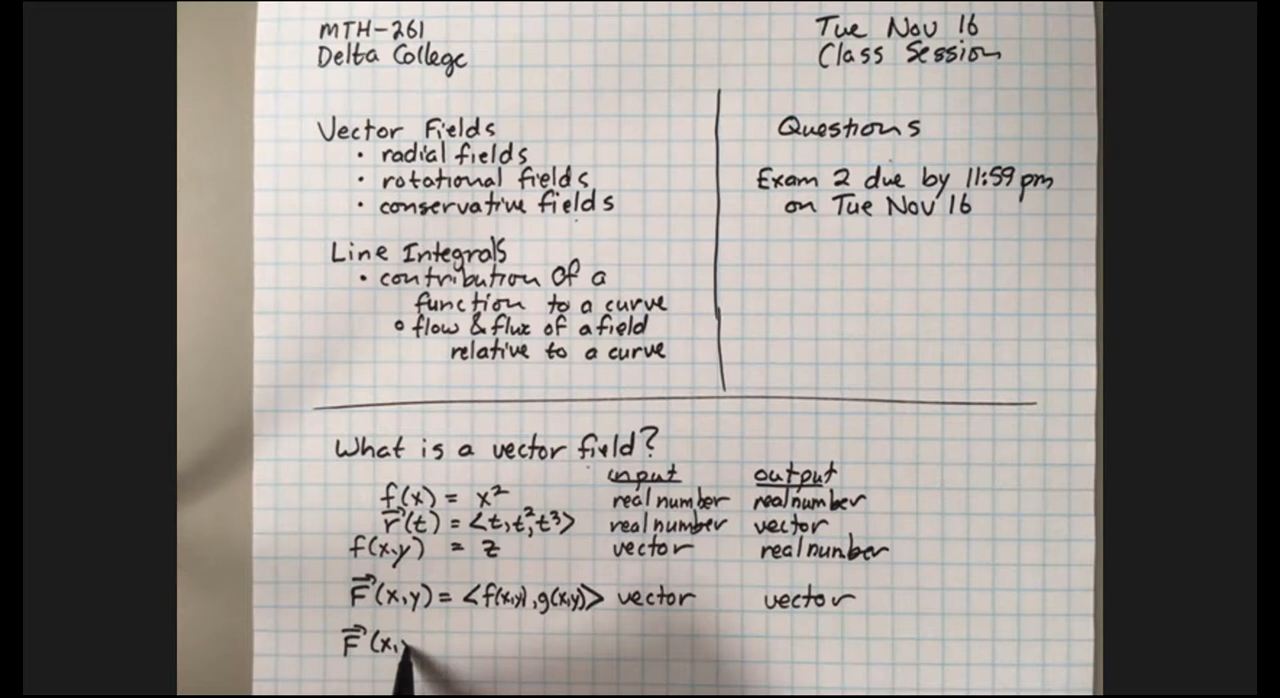 MTH-261
Delta College
Tue Nov 16
Class Session
Vector Fields
• radial fields
• rotational fields
• conservative fields
Line Integrals
• contribution of a
function to a curve
∘ flow & flux of a field
relative to a curve
Questions
Exam 2 due by 11:59 pm
on Tue Nov 16
What is a vector field?
input output
f(x) = x² real number real number
r⃗(t) = <t, t², t³> real number vector
f(x,y) = z vector real number
F⃗(x,y) = <f(x,y), g(x,y)> vector vector
F⃗(x,